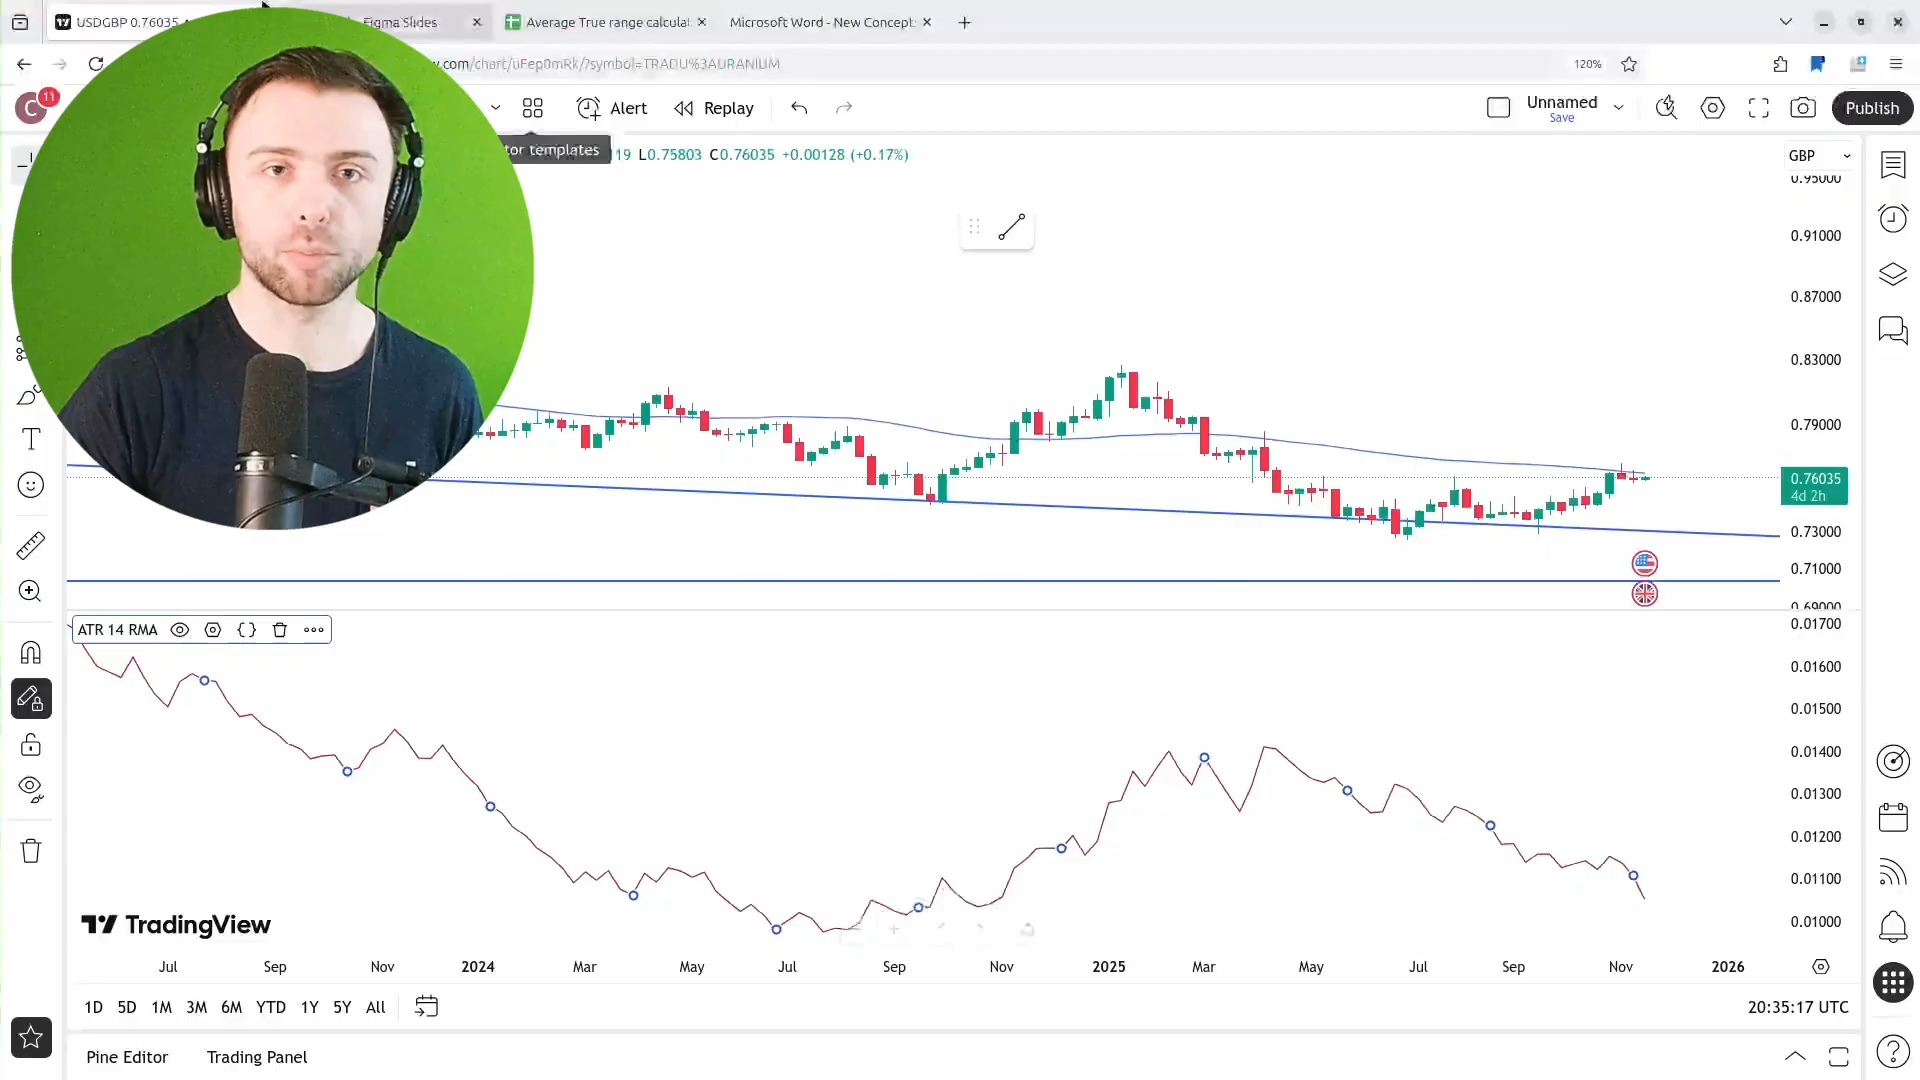 USDGBP 0.76035
Figma Slides
Average True range calculat
Microsoft Word - New Concept
w.com/chart/uFep0mRk/?symbol=TRADU%3AURANIUM
120%
C
11
Alert
Replay
Unnamed
Save
Publish
tor templates
19 L0.75803 C0.76035 +0.00128 (+0.17%)
GBP
0.95000
0.91000
0.87000
0.83000
0.79000
0.76035
4d 2h
0.73000
0.71000
0.69000
ATR 14 RMA
0.01700
0.01600
0.01500
0.01400
0.01300
0.01200
0.01100
0.01000
TradingView
Jul Sep Nov 2024 Mar May Jul Sep Nov 2025 Mar May Jul Sep Nov 2026
1D 5D 1M 3M 6M YTD 1Y 5Y All
20:35:17 UTC
Pine Editor
Trading Panel